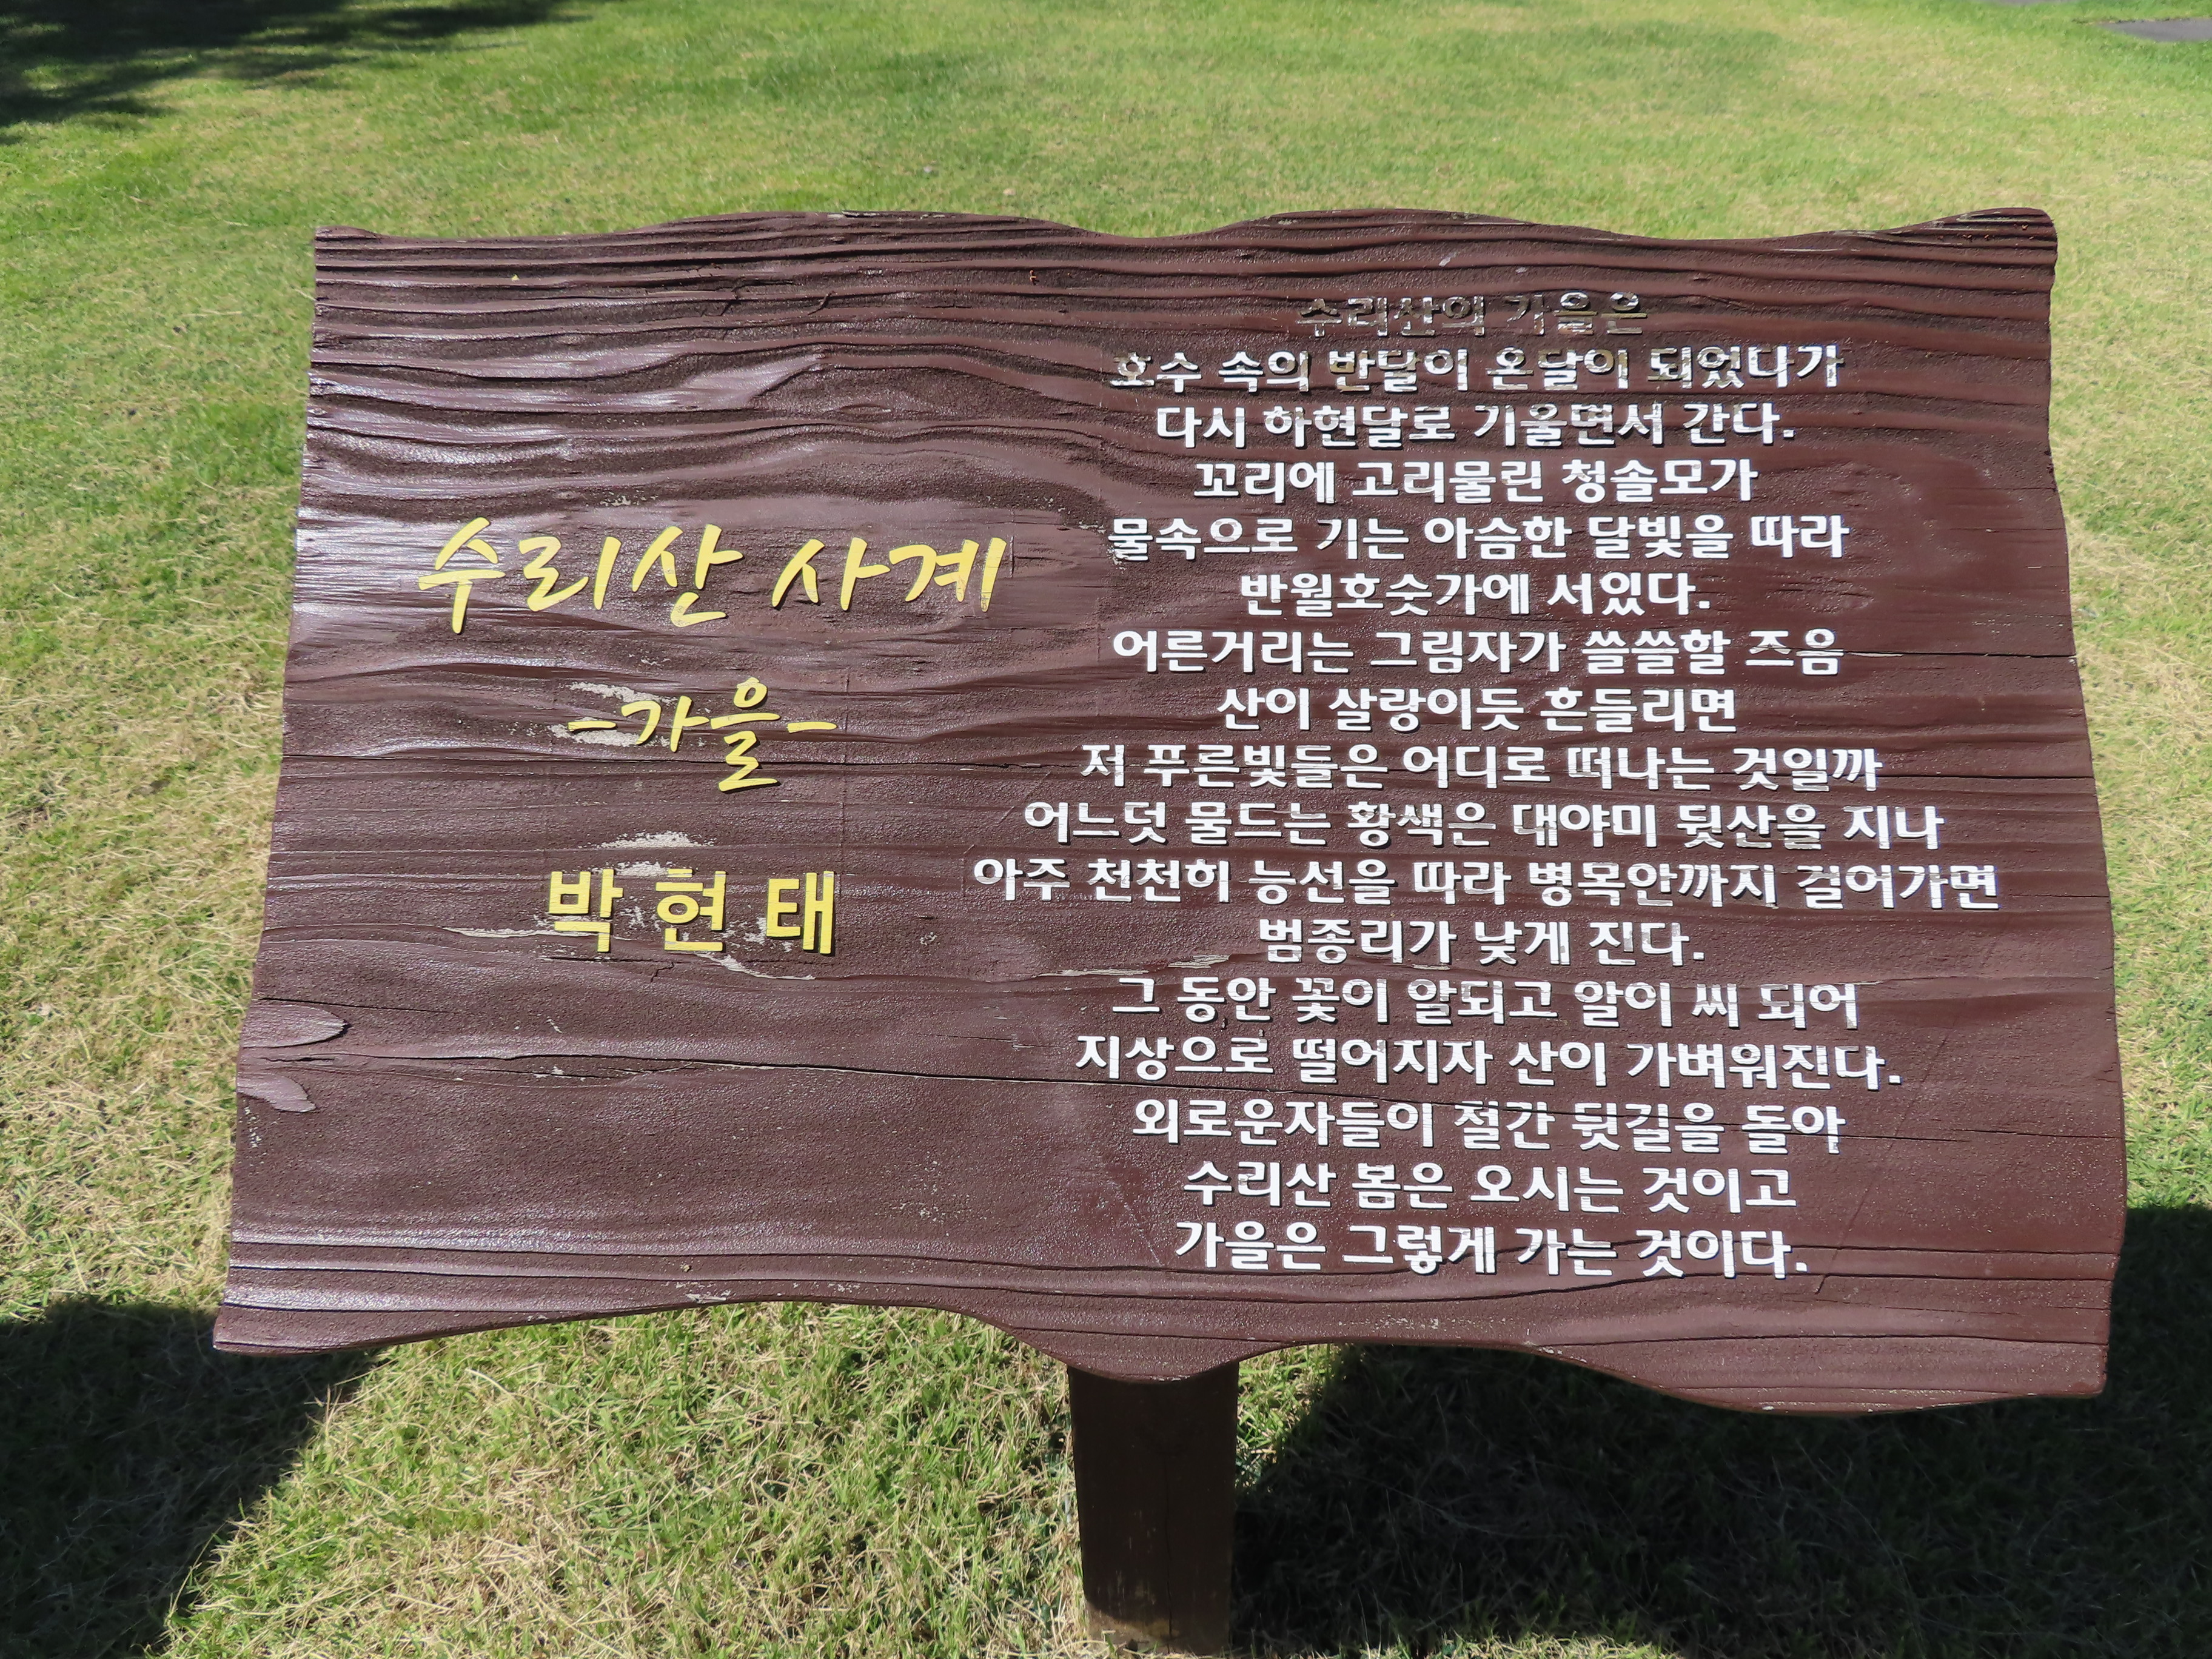 수리산 사계
-가을-
박현태
수리산의 가을은
호수 속의 반달이 온달이 되었다가
다시 하현달로 기울면서 간다.
꼬리에 고리물린 청솔모가
물속으로 기는 아슴한 달빛을 따라
반월호숫가에 서있다.
어른거리는 그림자가 쓸쓸할 즈음
산이 살랑이듯 흔들리면
저 푸른빛들은 어디로 떠나는 것일까
어느덧 물드는 황색은 대야미 뒷산을 지나
아주 천천히 능선을 따라 병목안까지 걸어가면
범종리가 낮게 진다.
그 동안 꽃이 알되고 알이 씨 되어
지상으로 떨어지자 산이 가벼워진다.
외로운자들이 절간 뒷길을 돌아
수리산 봄은 오시는 것이고
가을은 그렇게 가는 것이다.